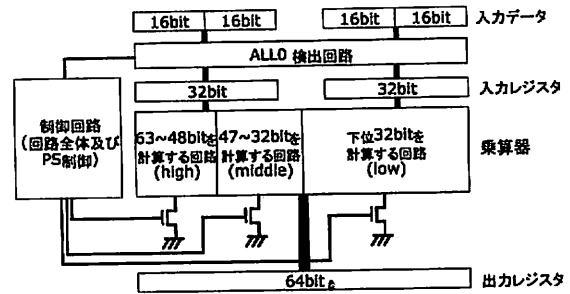 16bit 16bit 16bit 16bit 入力データ
ALL0 検出回路
32bit 32bit 入力レジスタ
制御回路
(回路全体及び
PS制御)
63~48bitを
計算する回路
(high)
47~32bitを
計算する回路
(middle)
下位32bitを
計算する回路
(low)
乗算器
64bit 出力レジスタ